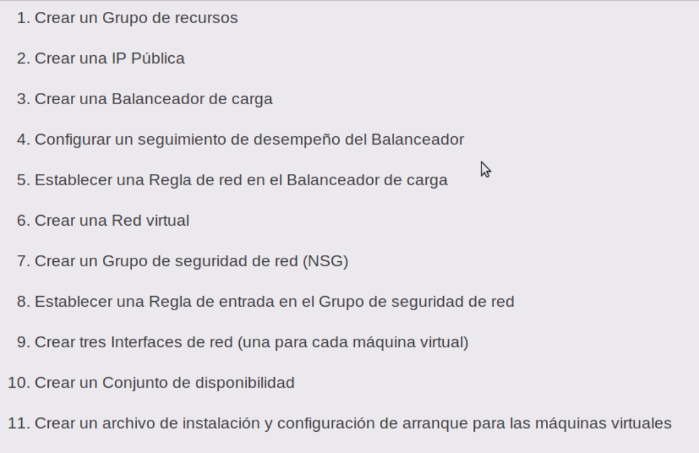 1. Crear un Grupo de recursos
2. Crear una IP Pública
3. Crear una Balanceador de carga
4. Configurar un seguimiento de desempeño del Balanceador
5. Establecer una Regla de red en el Balanceador de carga
6. Crear una Red virtual
7. Crear un Grupo de seguridad de red (NSG)
8. Establecer una Regla de entrada en el Grupo de seguridad de red
9. Crear tres Interfaces de red (una para cada máquina virtual)
10. Crear un Conjunto de disponibilidad
11. Crear un archivo de instalación y configuración de arranque para las máquinas virtuales